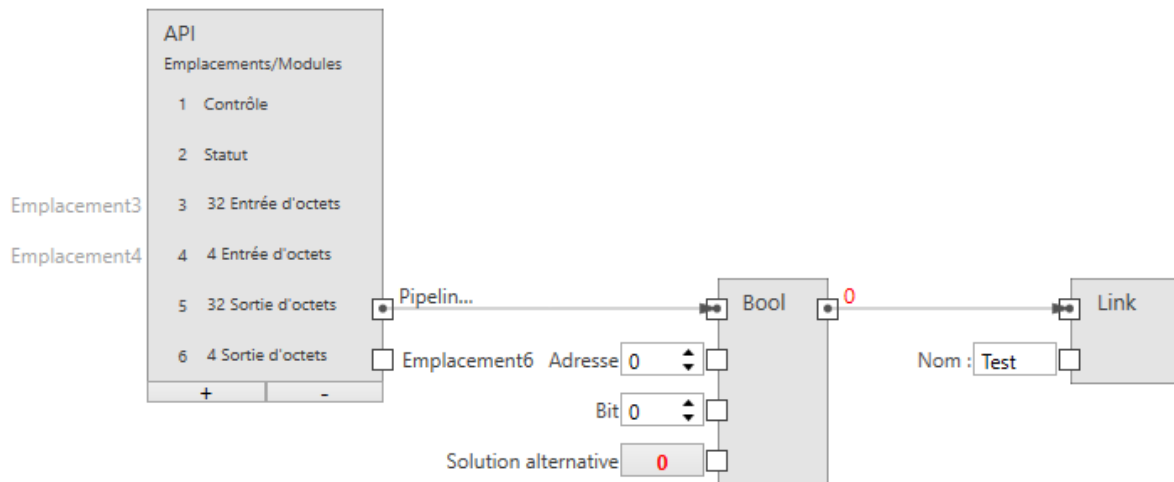 API
Emplacements/Modules
1 Contrôle
2 Statut
Emplacement3 3 32 Entrée d'octets
Emplacement4 4 4 Entrée d'octets
5 32 Sortie d'octets Pipelin... Bool 0 Link
6 4 Sortie d'octets Emplacement6 Adresse 0 Nom : Test
+ -
Bit 0
Solution alternative 0